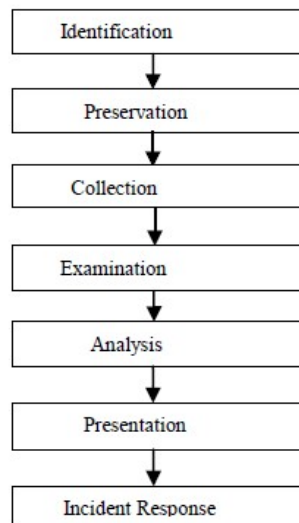 Identification
Preservation
Collection
Examination
Analysis
Presentation
Incident Response